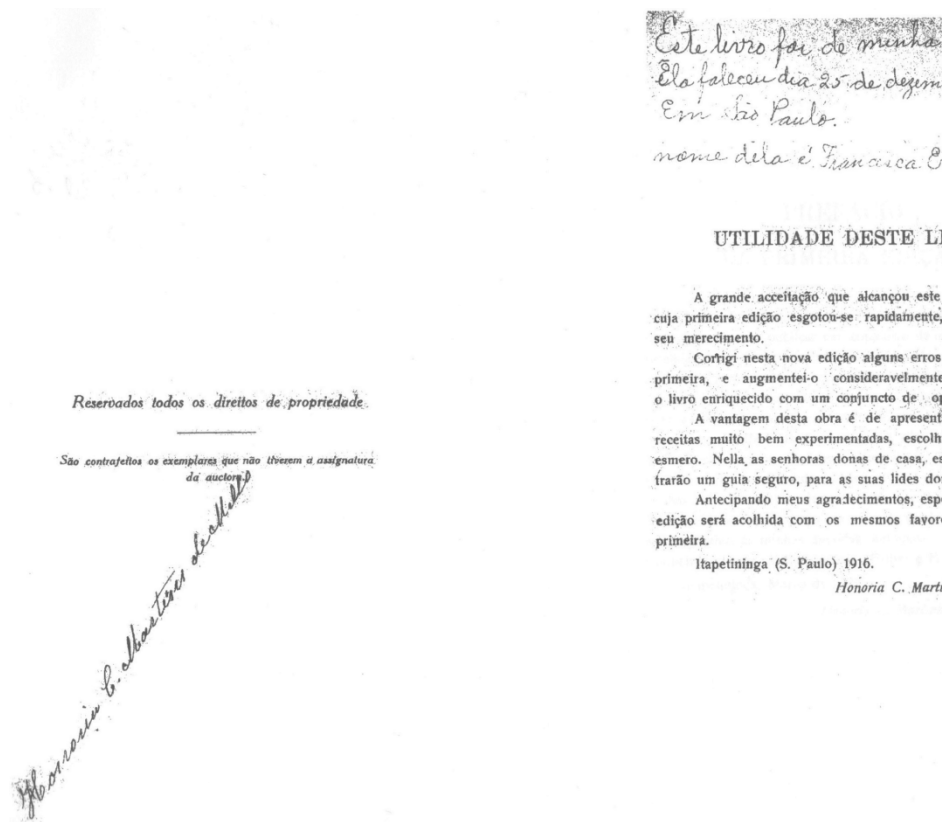 Reservados todos os direitos de propriedade
São contrafeitos os exemplares que não tiverem a assignatura
da auctora.
Honoria C. Martins de Mello
Este livro foi de minha
Ela faleceu dia 25 de dezem
Em São Paulo.
nome dela é Francisca E
UTILIDADE DESTE LI
A grande acceitação que alcançou este
cuja primeira edição esgotou-se rapidamente,
seu merecimento.
Corrigi nesta nova edição alguns erros
primeira, e augmentei-o consideravelmente
o livro enriquecido com um conjuncto de op
A vantagem desta obra é de apresent
receitas muito bem experimentadas, escolh
esmero. Nella as senhoras donas de casa, es
trarão um guia seguro, para as suas lides do
Antecipando meus agradecimentos, esp
edição será acolhida com os mesmos favor
primeira.
Itapetininga (S. Paulo) 1916.
Honoria C. Marti